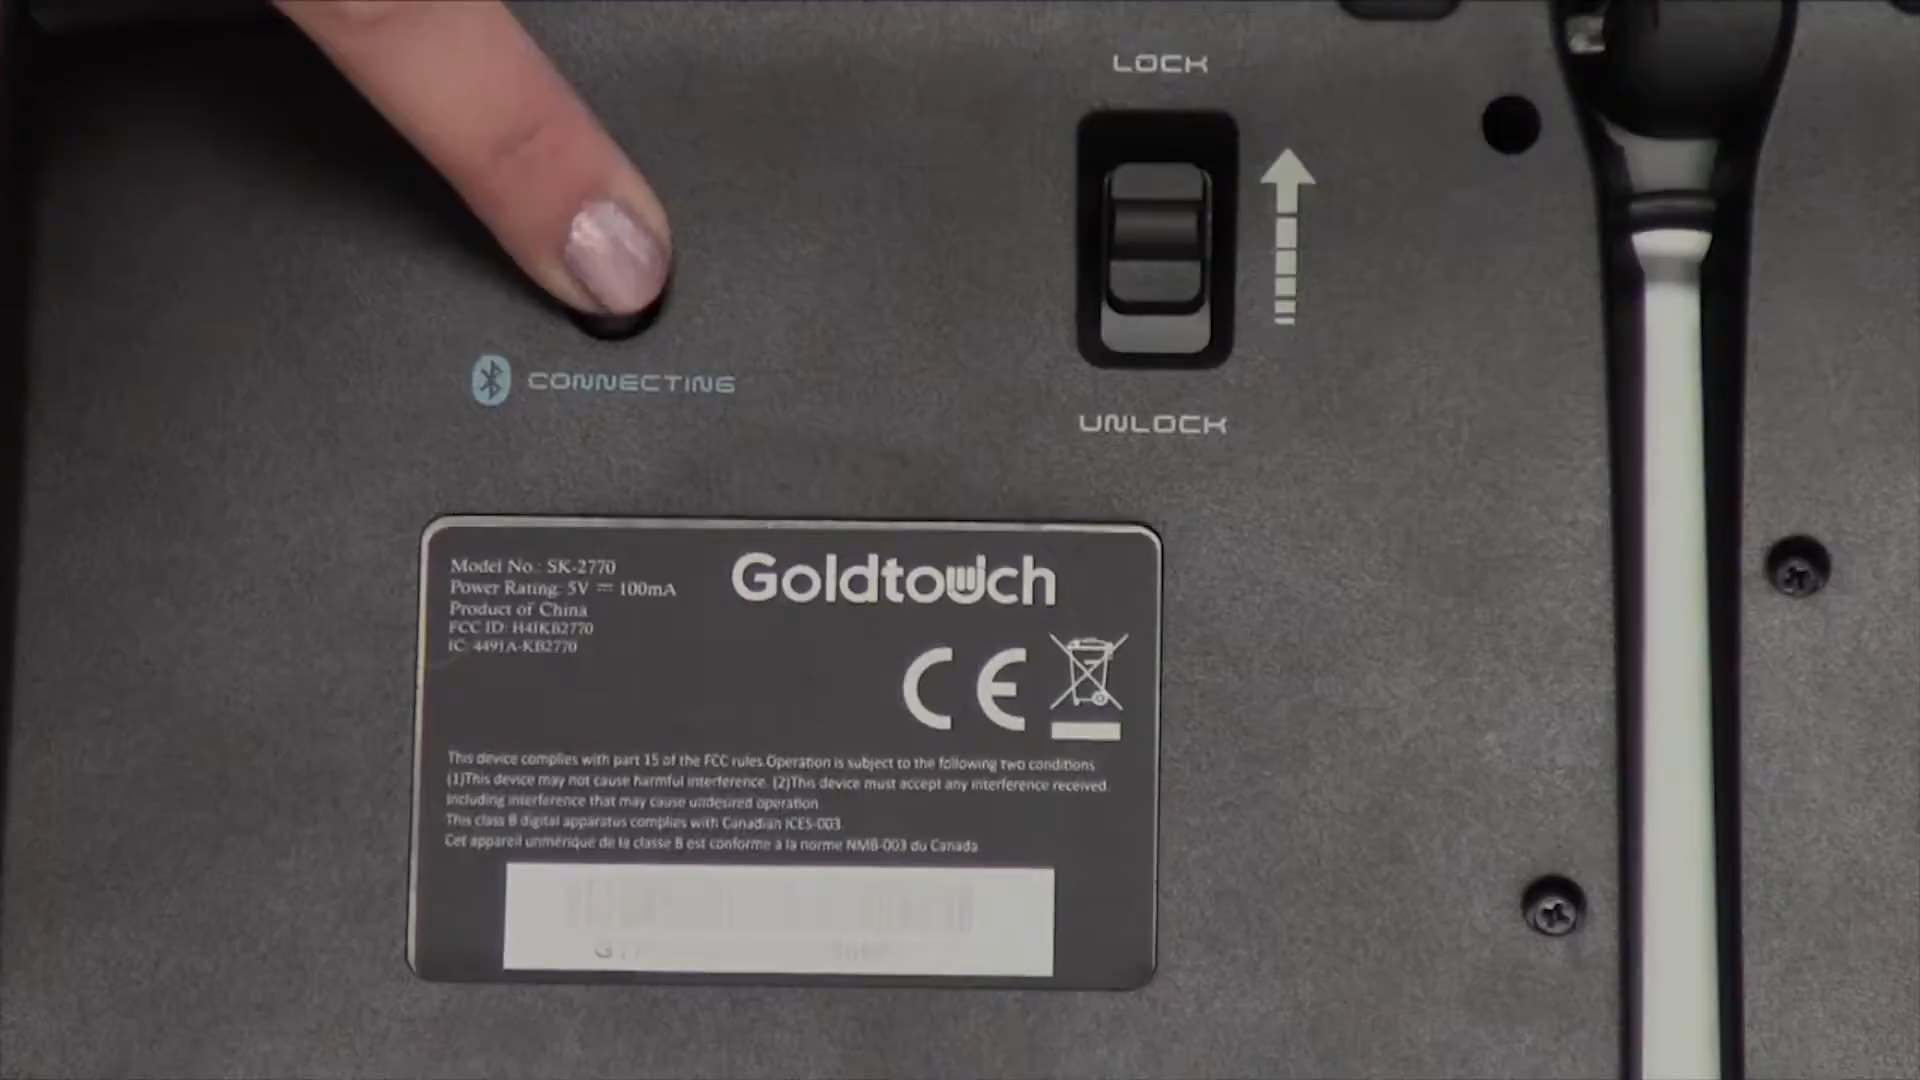 LOCK
CONNECTING
UNLOCK
Goldtouch
Model No.: SK-2770
Power Rating: 5V ⎓ 100mA
Product of China
FCC ID: H4IKB2770
IC: 4491A-KB2770
CE
This device complies with part 15 of the FCC rules.Operation is subject to the following two conditions
(1)This device may not cause harmful interference. (2)This device must accept any interference received
including interference that may cause undesired operation
This class B digital apparatus complies with Canadian ICES-003
Cet appareil unmérique de la classe B est conforme a la norme NMB-003 du Canada